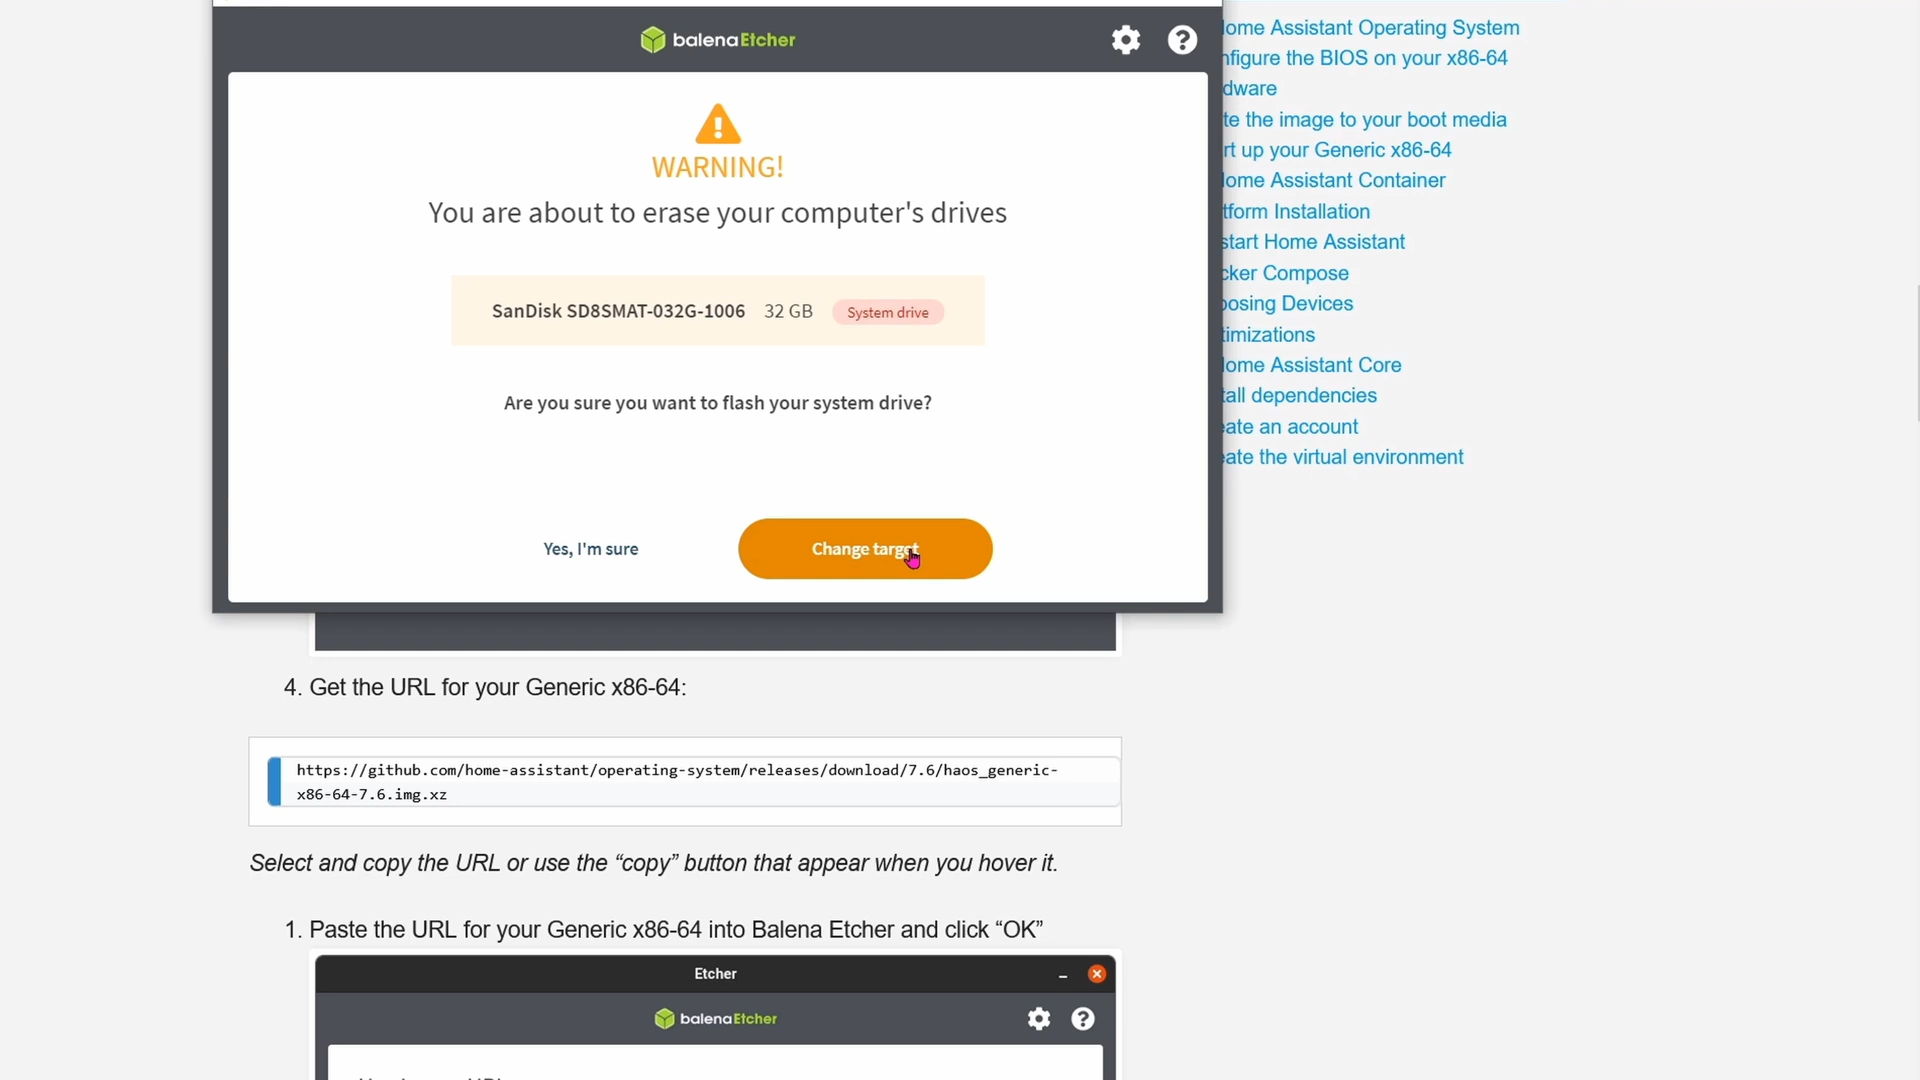 balenaEtcher
WARNING!
You are about to erase your computer's drives
SanDisk SD8SMAT-032G-1006 32 GB System drive
Are you sure you want to flash your system drive?
Yes, I'm sure
Change target
ome Assistant Operating System
nfigure the BIOS on your x86-64
dware
te the image to your boot media
rt up your Generic x86-64
ome Assistant Container
tform Installation
start Home Assistant
cker Compose
osing Devices
timizations
ome Assistant Core
tall dependencies
eate an account
eate the virtual environment
4. Get the URL for your Generic x86-64:
https://github.com/home-assistant/operating-system/releases/download/7.6/haos_generic-
x86-64-7.6.img.xz
Select and copy the URL or use the “copy” button that appear when you hover it.
1. Paste the URL for your Generic x86-64 into Balena Etcher and click “OK”
Etcher
balenaEtcher